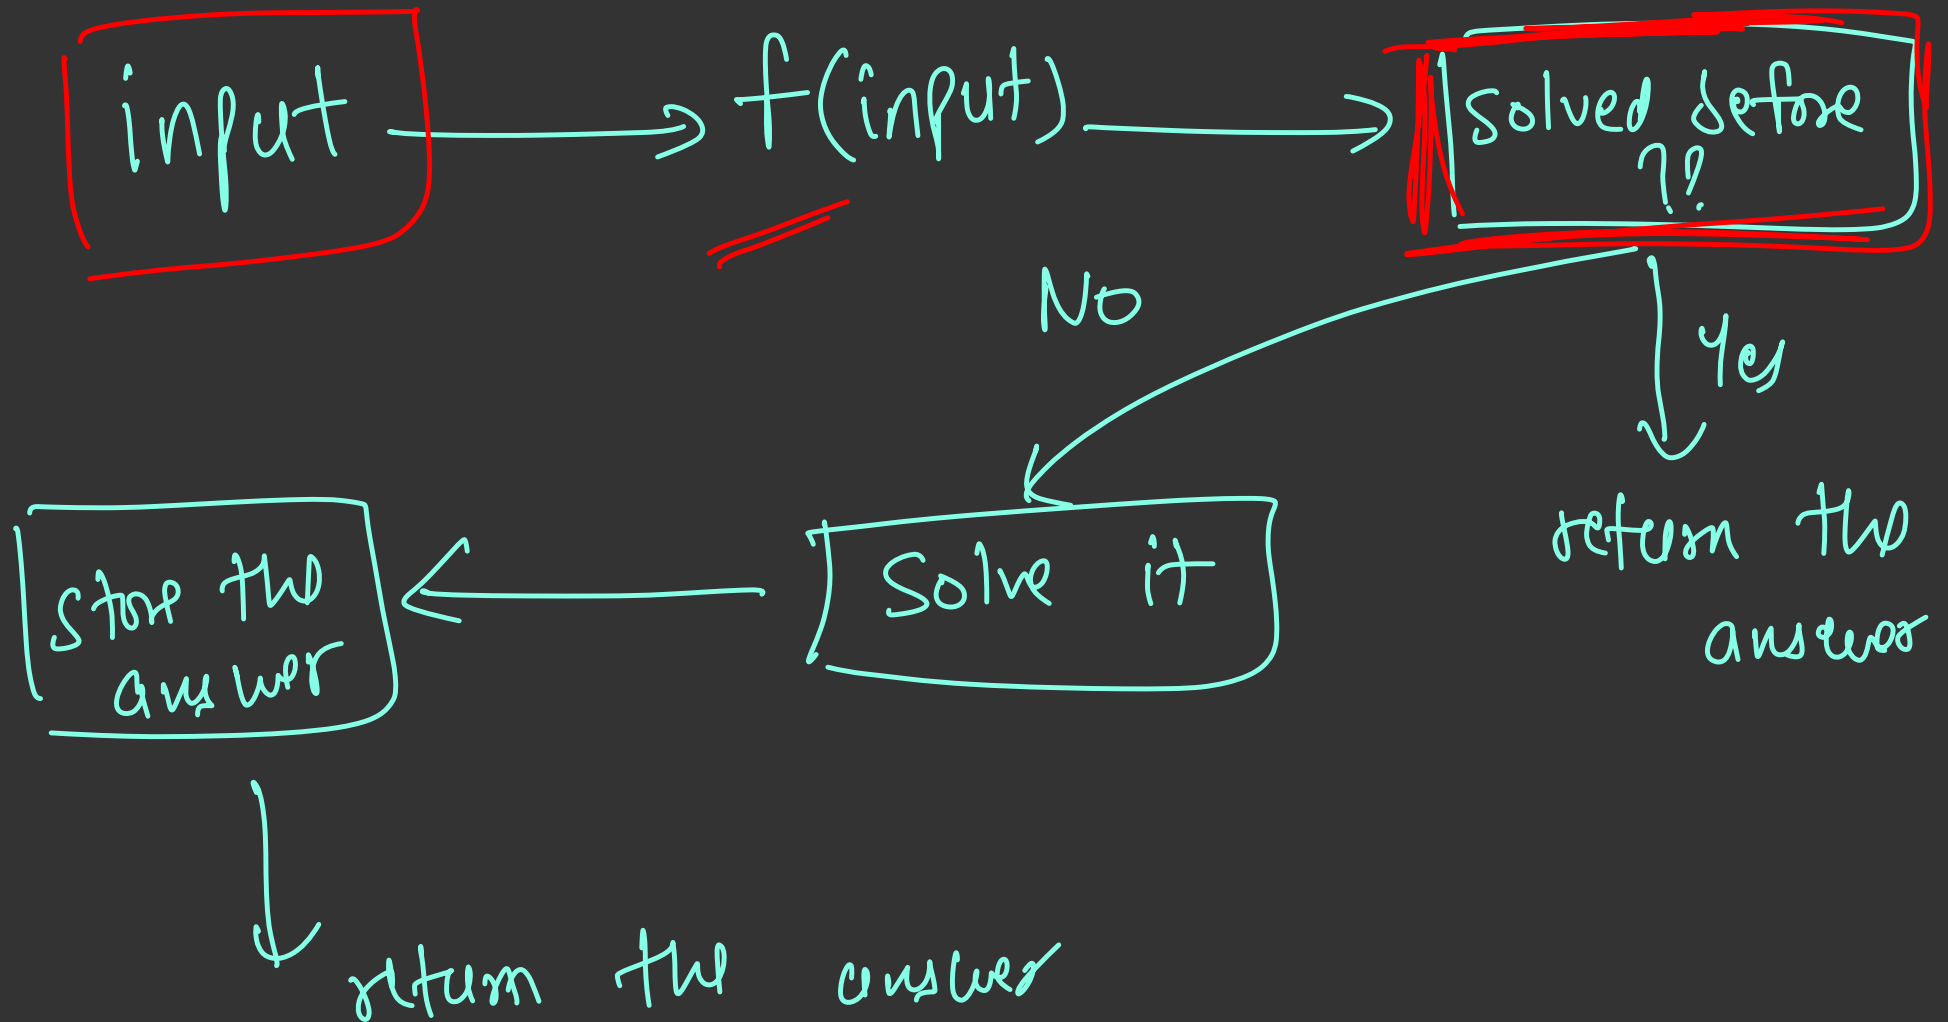 input
f(input)
solved before
??
No
Yes
return the
answer
solve it
store the
answer
return the answer